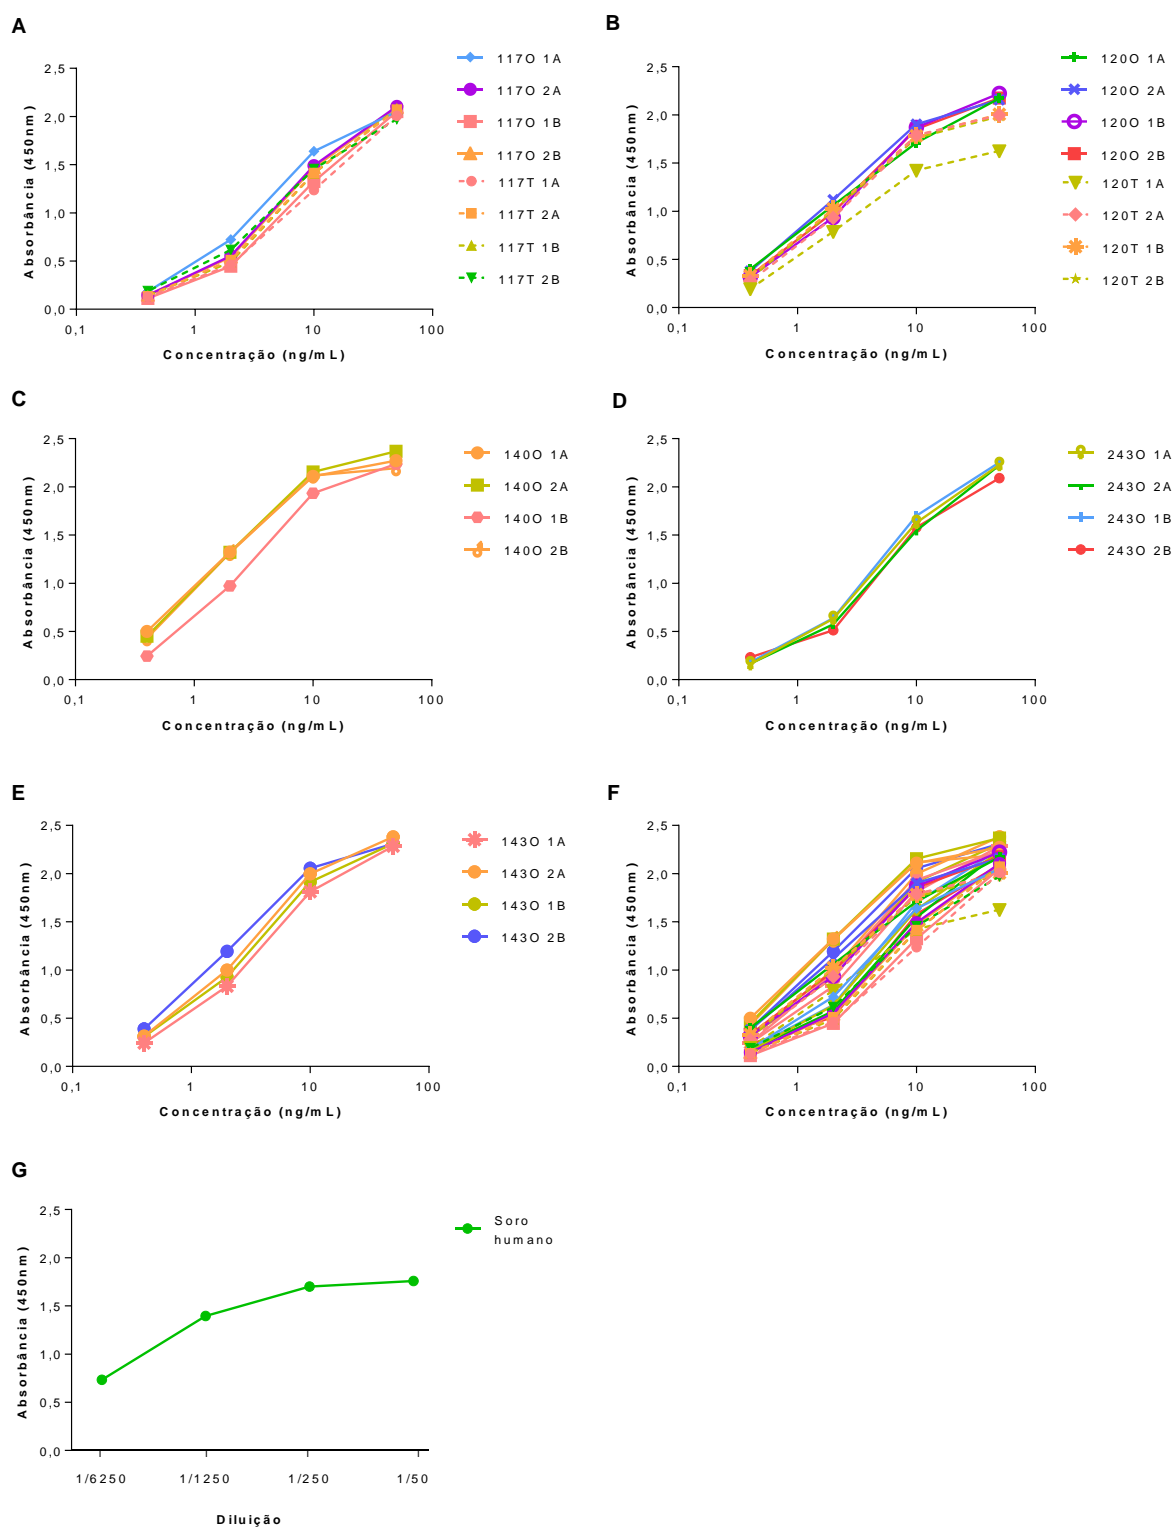 A
Absorbância (450nm)
2,5
2,0
1,5
1,0
0,5
0,0
0,1
1
10
100
Concentração (ng/mL)
117O 1A
117O 2A
117O 1B
117O 2B
117T 1A
117T 2A
117T 1B
117T 2B
B
Absorbância (450nm)
2,5
2,0
1,5
1,0
0,5
0,0
0,1
1
10
100
Concentração (ng/mL)
120O 1A
120O 2A
120O 1B
120O 2B
120T 1A
120T 2A
120T 1B
120T 2B
C
Absorbância (450nm)
2,5
2,0
1,5
1,0
0,5
0,0
0,1
1
10
100
Concentração (ng/mL)
140O 1A
140O 2A
140O 1B
140O 2B
D
Absorbância (450nm)
2,5
2,0
1,5
1,0
0,5
0,0
0,1
1
10
100
Concentração (ng/mL)
243O 1A
243O 2A
243O 1B
243O 2B
E
Absorbância (450nm)
2,5
2,0
1,5
1,0
0,5
0,0
0,1
1
10
100
Concentração (ng/mL)
143O 1A
143O 2A
143O 1B
143O 2B
F
Absorbância (450nm)
2,5
2,0
1,5
1,0
0,5
0,0
0,1
1
10
100
Concentração (ng/mL)
G
Absorbância (450nm)
2,5
2,0
1,5
1,0
0,5
0,0
1/6250
1/1250
1/250
1/50
Diluição
Soro
humano